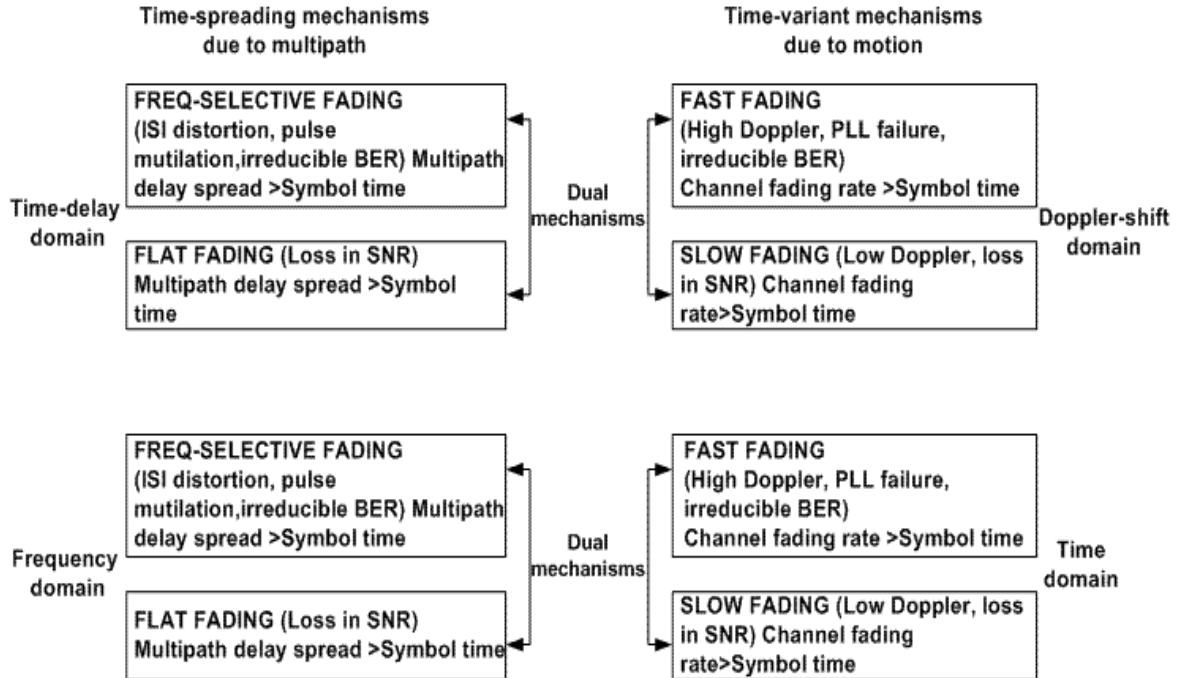 Time-spreading mechanisms
due to multipath
Time-variant mechanisms
due to motion
FREQ-SELECTIVE FADING
(ISI distortion, pulse
mutilation,irreducible BER) Multipath
delay spread >Symbol time
FAST FADING
(High Doppler, PLL failure,
irreducible BER)
Channel fading rate >Symbol time
Time-delay
domain
Dual
mechanisms
Doppler-shift
domain
FLAT FADING (Loss in SNR)
Multipath delay spread >Symbol
time
SLOW FADING (Low Doppler, loss
in SNR) Channel fading
rate>Symbol time
FREQ-SELECTIVE FADING
(ISI distortion, pulse
mutilation,irreducible BER) Multipath
delay spread >Symbol time
FAST FADING
(High Doppler, PLL failure,
irreducible BER)
Channel fading rate >Symbol time
Frequency
domain
Dual
mechanisms
Time
domain
FLAT FADING (Loss in SNR)
Multipath delay spread >Symbol time
SLOW FADING (Low Doppler, loss
in SNR) Channel fading
rate>Symbol time